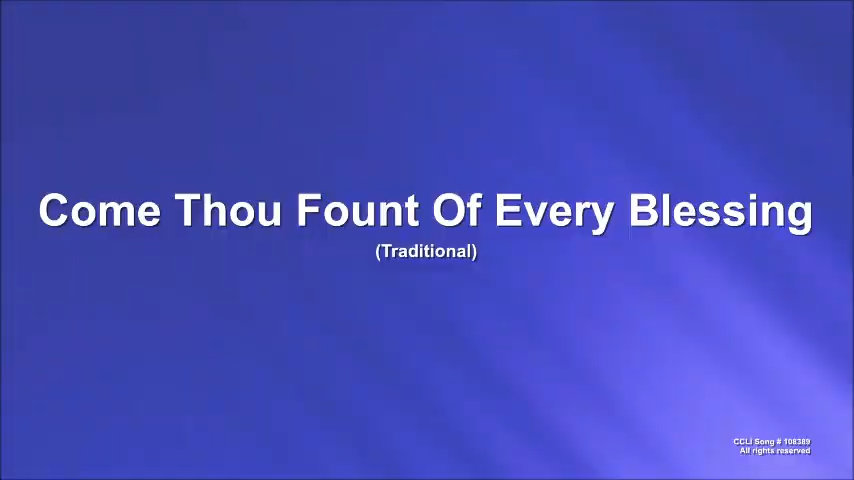 Come Thou Fount Of Every Blessing
(Traditional)
CCLI Song # 108389
All rights reserved